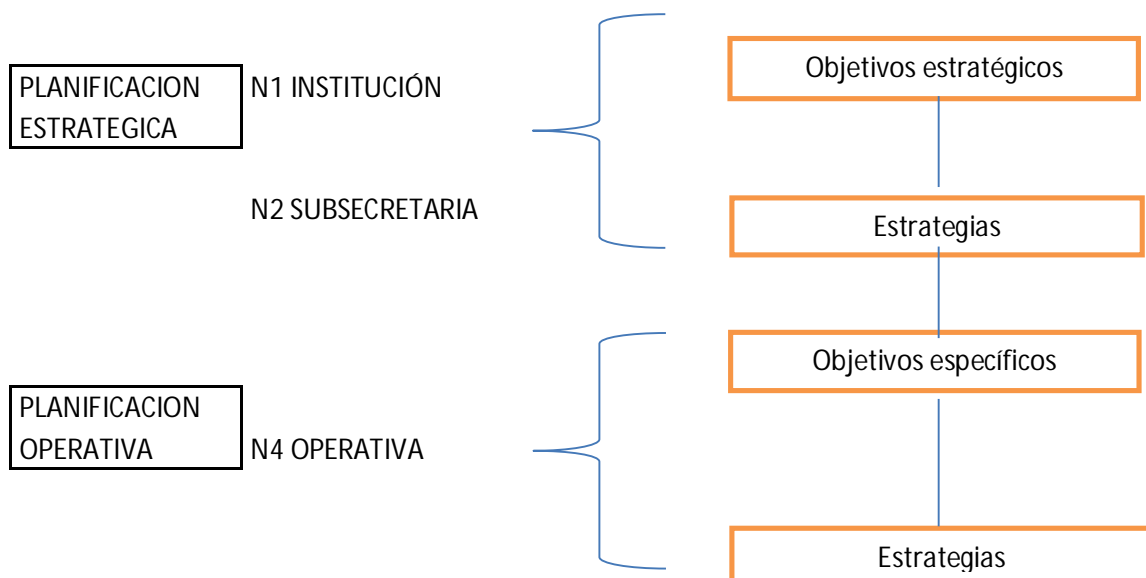 PLANIFICACION
ESTRATEGICA
N1 INSTITUCIÓN
N2 SUBSECRETARIA
Objetivos estratégicos
Estrategias
PLANIFICACION
OPERATIVA
N4 OPERATIVA
Objetivos específicos
Estrategias